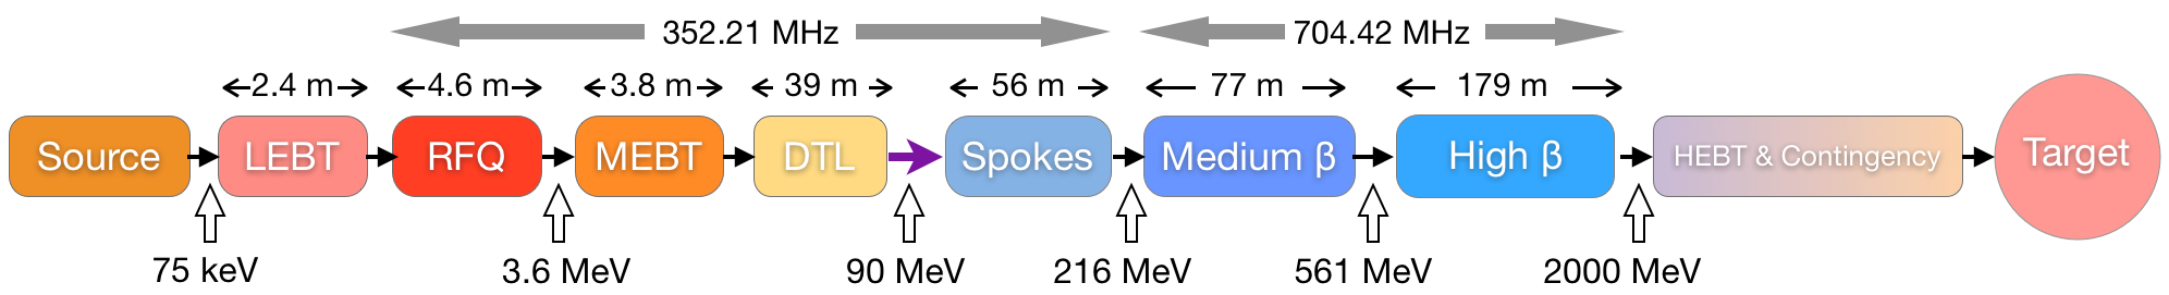 352.21 MHz 704.42 MHz
2.4 m 4.6 m 3.8 m 39 m 56 m 77 m 179 m
Source LEBT RFQ MEBT DTL Spokes Medium β High β HEBT & Contingency Target
75 keV 3.6 MeV 90 MeV 216 MeV 561 MeV 2000 MeV